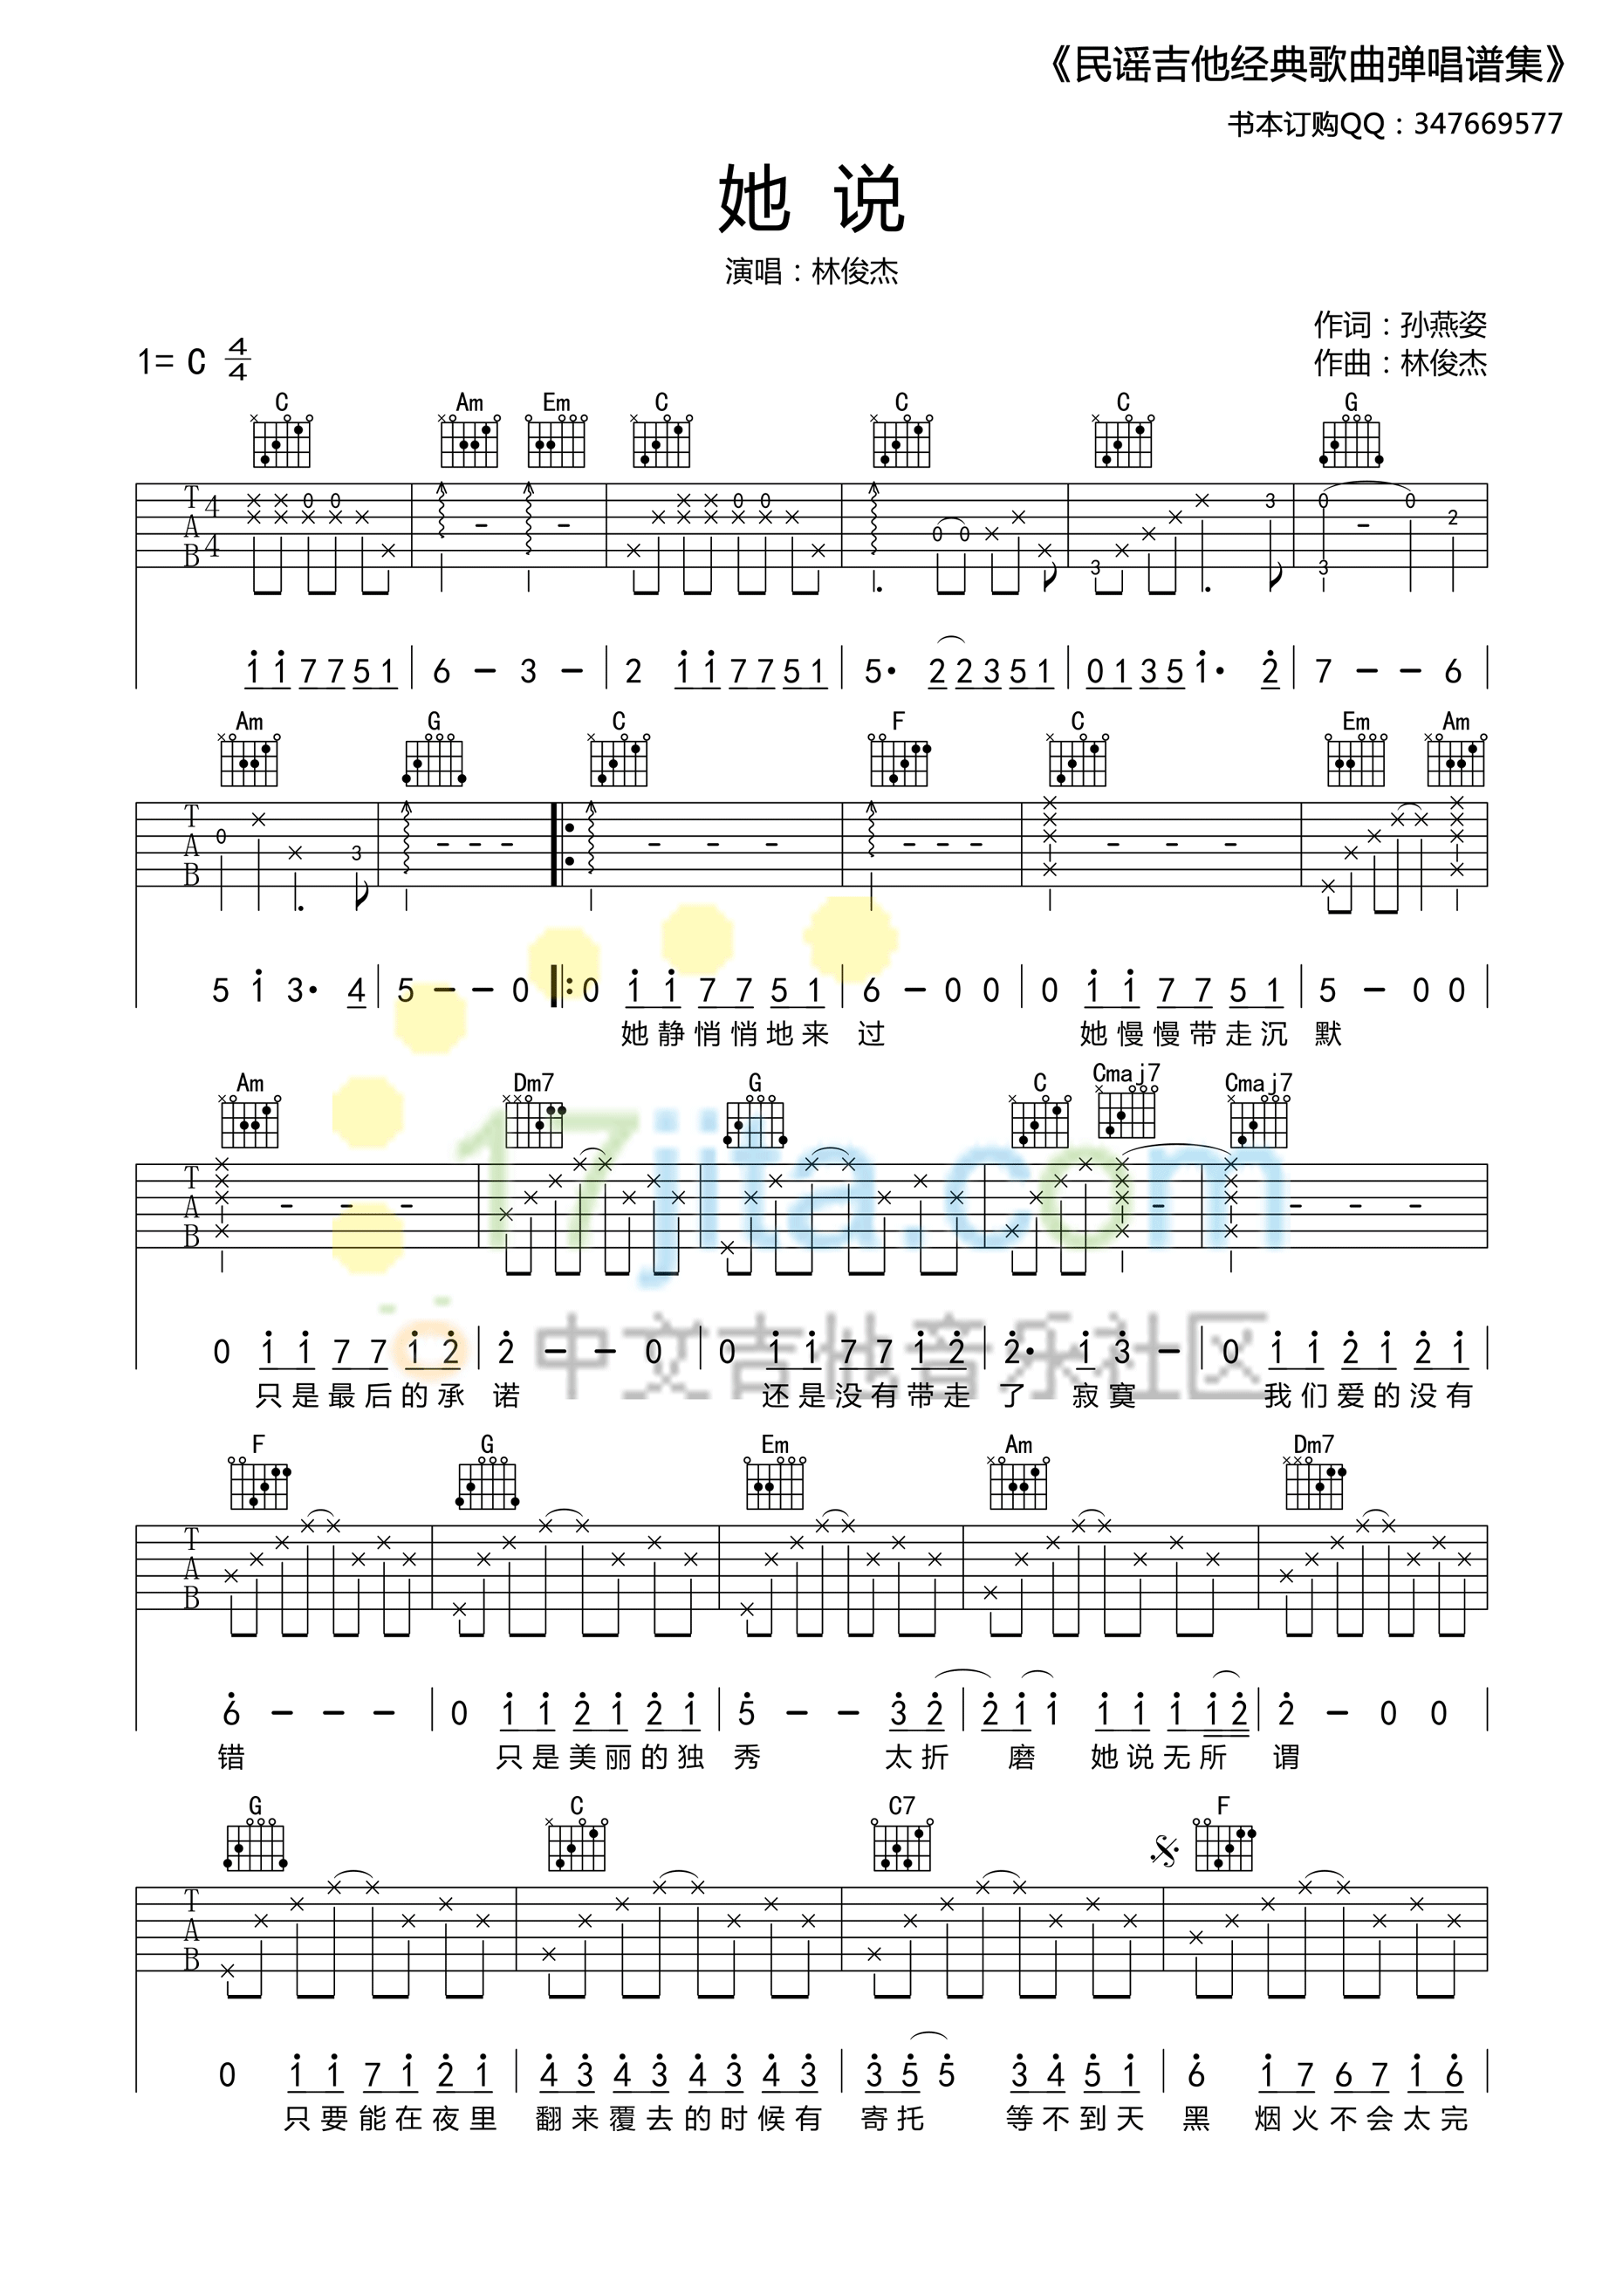 《民谣吉他经典歌曲弹唱谱集》
书本订购QQ：347669577
她 说
演唱：林俊杰
作词：孙燕姿
1= C 4/4
作曲：林俊杰
C Am Em C C C G
T A B 4 4
0 0 0 0 3 3 0 3 0 2
1 1 7 7 5 1 | 6 - 3 - | 2 1 1 7 7 5 1 | 5· 2 2 3 5 1 | 0 1 3 5 1· 2 | 7 - - 6 |
Am G C F C Em Am
T A B
0 3
5 1 3· 4 | 5 - - 0 |: 0 1 1 7 7 5 1 | 6 - 0 0 | 0 1 1 7 7 5 1 | 5 - 0 0 |
她静悄悄地来 过 她慢慢带走沉 默
Am Dm7 G C Cmaj7 Cmaj7
T A B
17jita.com
0 1 1 7 7 1 2 | 2 - - 0 | 0 1 1 7 7 1 2 | 2· 1 3 - | 0 1 1 2 1 2 1
中文吉他音乐社区
只是最后的承 诺 还是没有带走 了 寂寞 我们爱的没有
F G Em Am Dm7
T A B
6 - - - | 0 1 1 2 1 2 1 | 5 - - 3 2 | 2 1 1 1 1 1 1 2 | 2 - 0 0 |
错 只是美丽的独 秀 太折 磨 她说无所 谓
G C C7 F
T A B
0 1 1 7 1 2 1 | 4 3 4 3 4 3 4 3 | 3 5 5 3 4 5 1 | 6 1 7 6 7 1 6 |
只要能在夜里 翻来覆去的时候有 寄托 等不到天 黑 烟火不会太完